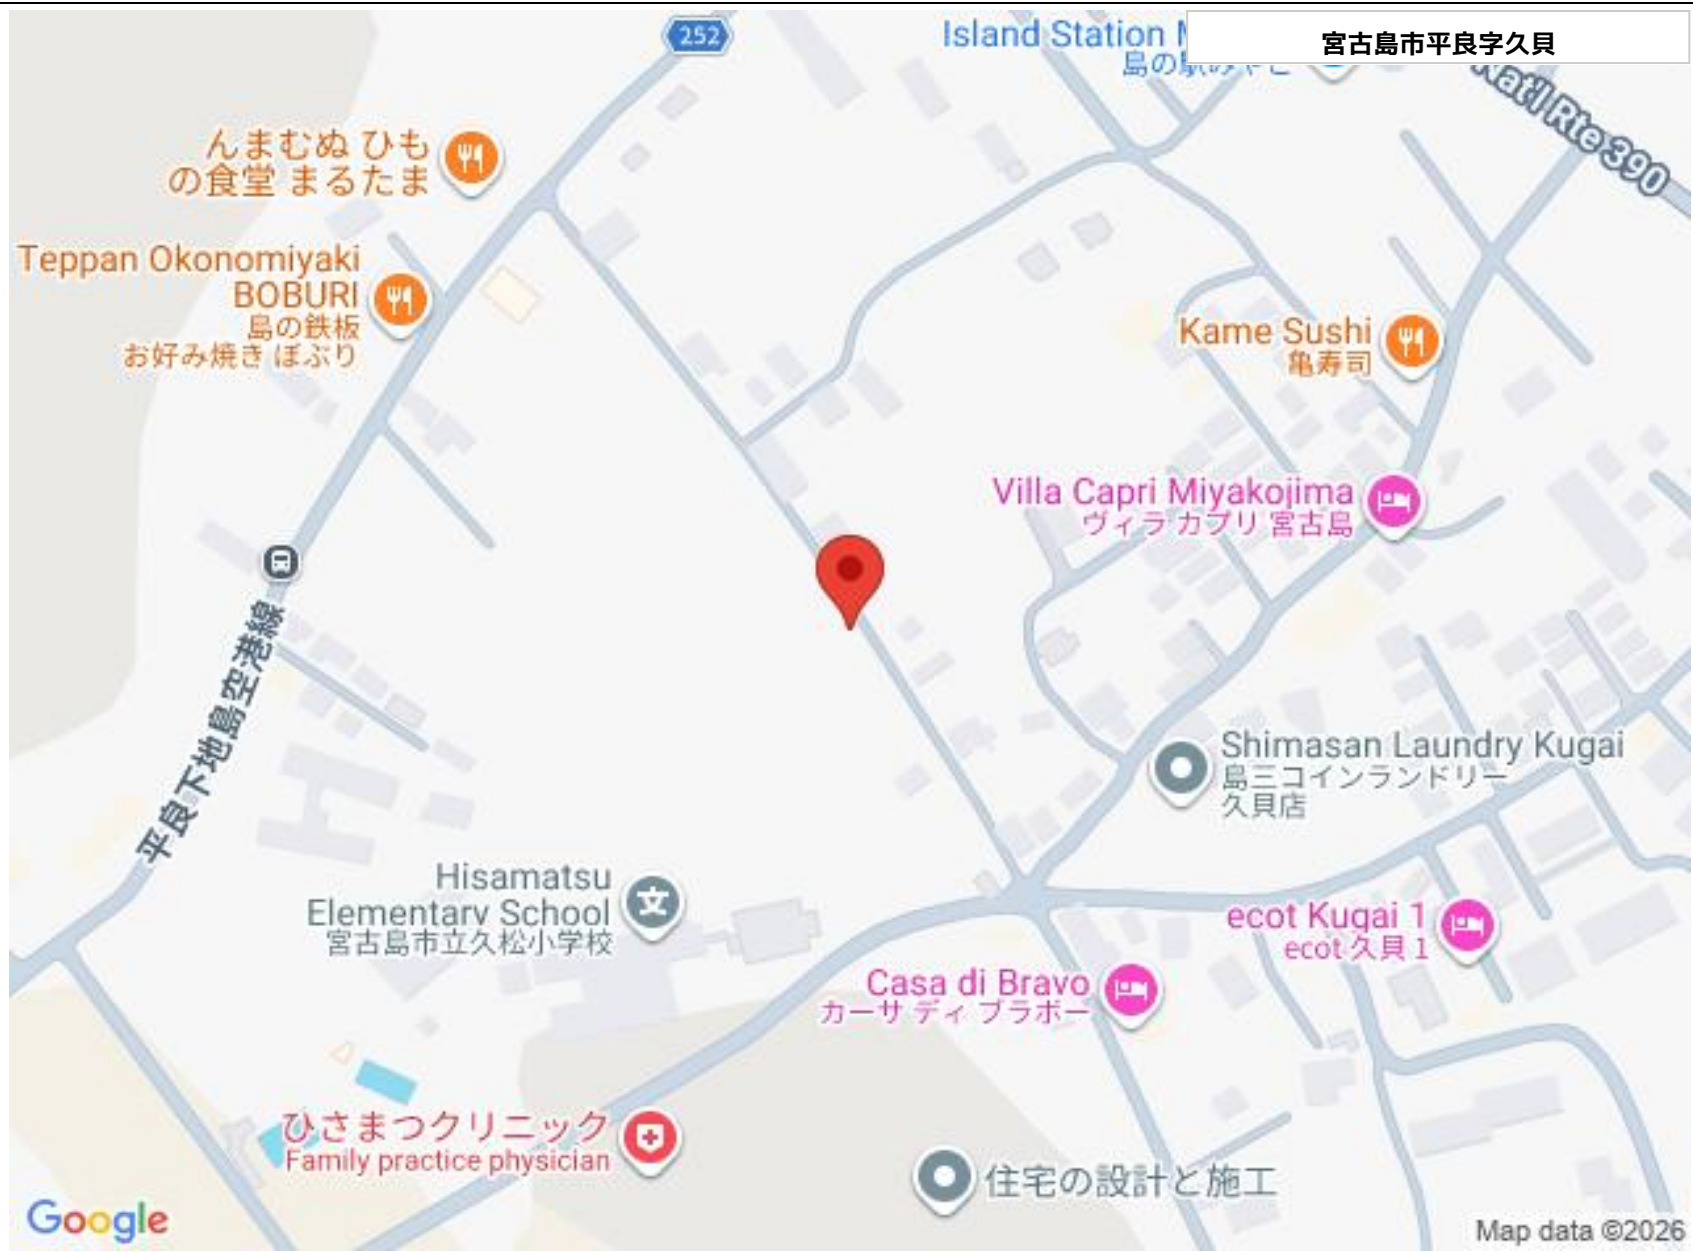 252
Island Station
島の駅みやこ
宮古島市平良字久貝
Nat'l Rte 390
んまむぬ ひも
の食堂 まるたま
Teppan Okonomiyaki
BOBURI
島の鉄板
お好み焼き ぼぶり
Kame Sushi
亀寿司
Villa Capri Miyakojima
ヴィラ カプリ 宮古島
平良下地島空港線
Shimasan Laundry Kugai
島三コインランドリー
久貝店
Hisamatsu
Elementary School
宮古島市立久松小学校
ecot Kugai 1
ecot 久貝 1
Casa di Bravo
カーサ ディ ブラボー
ひさまつクリニック
Family practice physician
住宅の設計と施工
Google
Map data ©2026